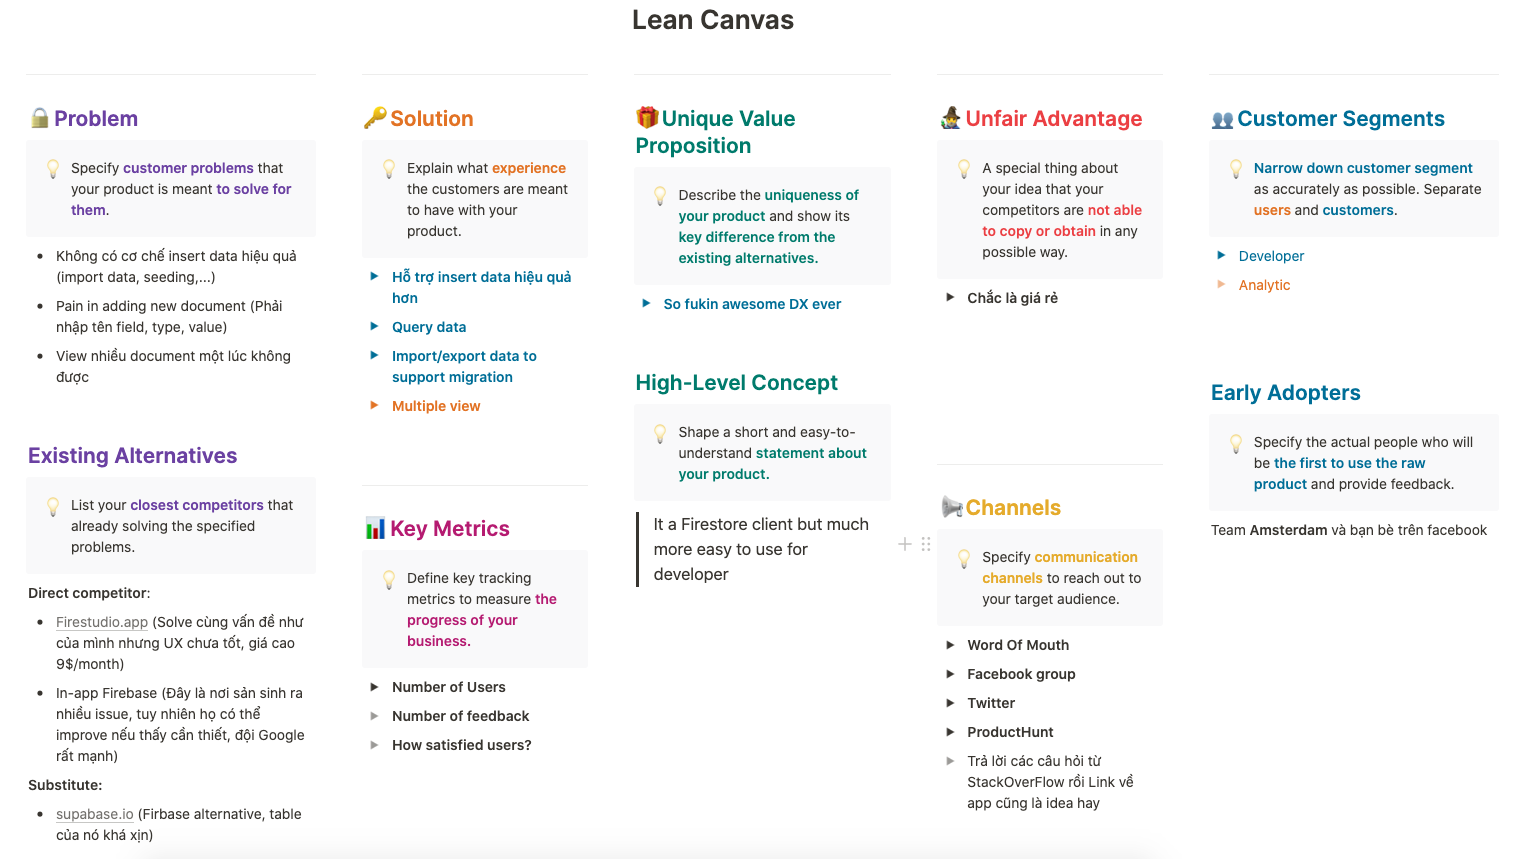 Lean Canvas
Problem
Specify customer problems that
your product is meant to solve for
them.
Không có cơ chế insert data hiệu quả
(import data, seeding,...)
Pain in adding new document (Phải
nhập tên field, type, value)
View nhiều document một lúc không
được
Existing Alternatives
List your closest competitors that
already solving the specified
problems.
Direct competitor:
Firestudio.app (Solve cùng vấn đề như
của mình nhưng UX chưa tốt, giá cao
9$/month)
In-app Firebase (Đây là nơi sản sinh ra
nhiều issue, tuy nhiên họ có thể
improve nếu thấy cần thiết, đội Google
rất mạnh)
Substitute:
supabase.io (Firbase alternative, table
của nó khá xịn)
Solution
Explain what experience
the customers are meant
to have with your
product.
Hỗ trợ insert data hiệu quả
hơn
Query data
Import/export data to
support migration
Multiple view
Key Metrics
Define key tracking
metrics to measure the
progress of your
business.
Number of Users
Number of feedback
How satisfied users?
Unique Value
Proposition
Describe the uniqueness of
your product and show its
key difference from the
existing alternatives.
So fukin awesome DX ever
High-Level Concept
Shape a short and easy-to-
understand statement about
your product.
It a Firestore client but much
more easy to use for
developer
Unfair Advantage
A special thing about
your idea that your
competitors are not able
to copy or obtain in any
possible way.
Chắc là giá rẻ
Channels
Specify communication
channels to reach out to
your target audience.
Word Of Mouth
Facebook group
Twitter
ProductHunt
Trả lời các câu hỏi từ
StackOverFlow rồi Link về
app cũng là idea hay
Customer Segments
Narrow down customer segment
as accurately as possible. Separate
users and customers.
Developer
Analytic
Early Adopters
Specify the actual people who will
be the first to use the raw
product and provide feedback.
Team Amsterdam và bạn bè trên facebook